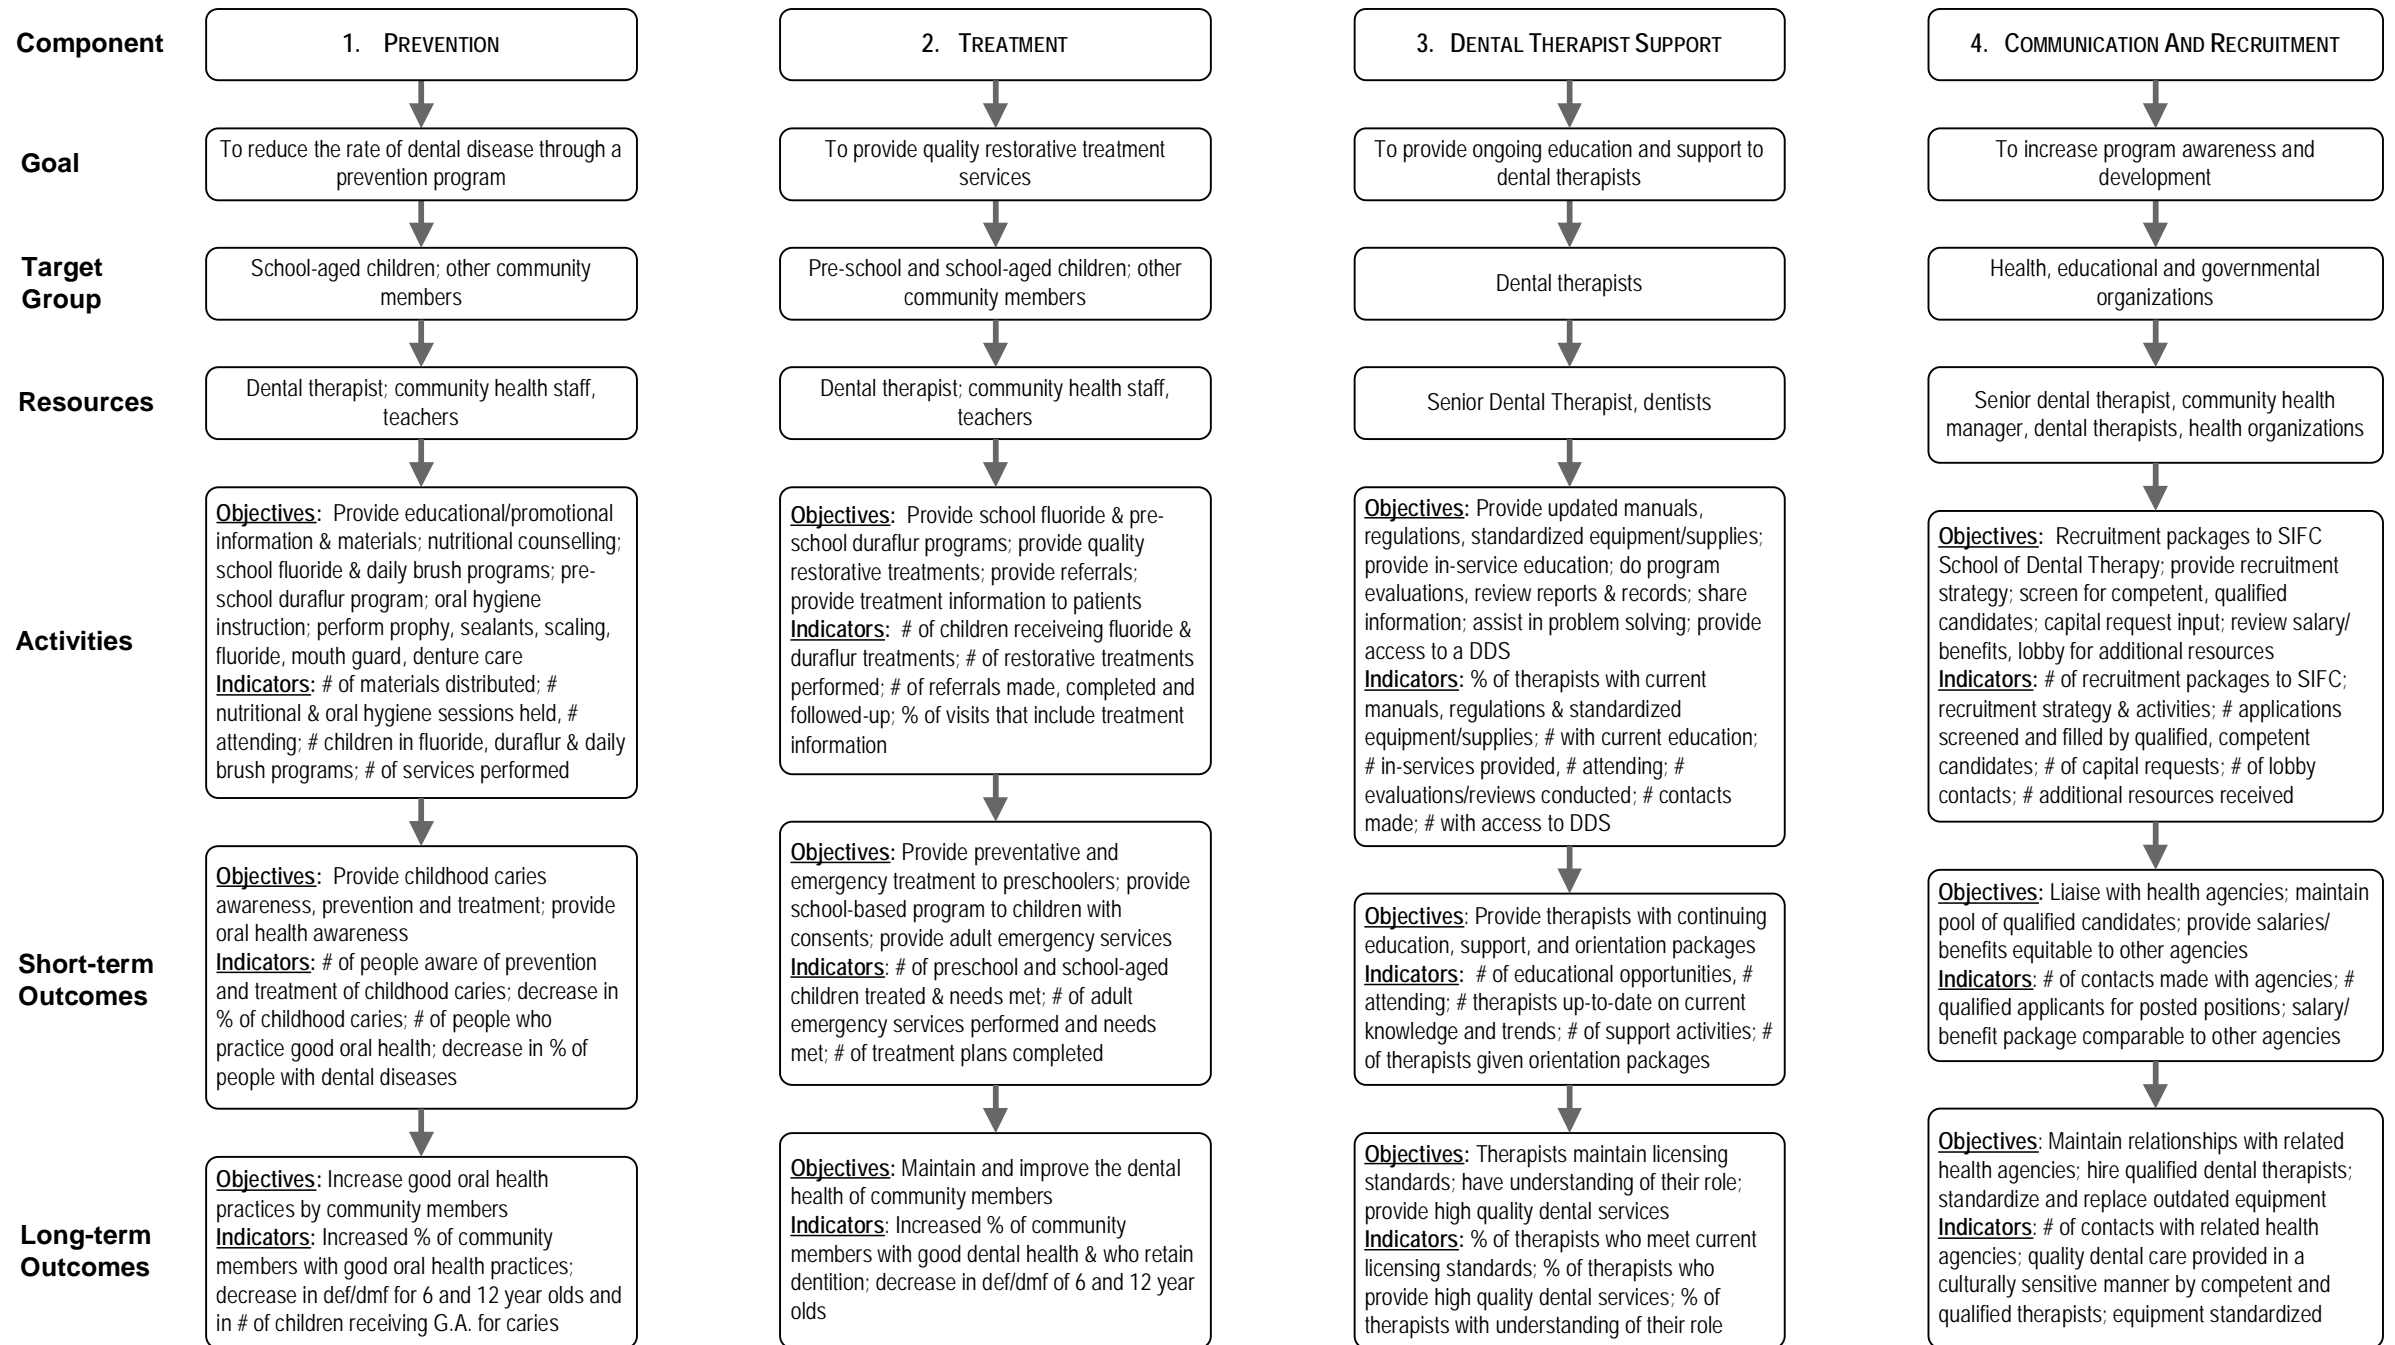 Component
1. PREVENTION
2. TREATMENT
3. DENTAL THERAPIST SUPPORT
4. COMMUNICATION AND RECRUITMENT
Goal
To reduce the rate of dental disease through a
prevention program
To provide quality restorative treatment
services
To provide ongoing education and support to
dental therapists
To increase program awareness and
development
Target
Group
School-aged children; other community
members
Pre-school and school-aged children; other
community members
Dental therapists
Health, educational and governmental
organizations
Resources
Dental therapist; community health staff,
teachers
Dental therapist; community health staff,
teachers
Senior Dental Therapist, dentists
Senior dental therapist, community health
manager, dental therapists, health organizations
Activities
Objectives: Provide educational/promotional
information & materials; nutritional counselling;
school fluoride & daily brush programs; pre-
school duraflur program; oral hygiene
instruction; perform prophy, sealants, scaling,
fluoride, mouth guard, denture care
Indicators: # of materials distributed; #
nutritional & oral hygiene sessions held, #
attending; # children in fluoride, duraflur & daily
brush programs; # of services performed
Objectives: Provide school fluoride & pre-
school duraflur programs; provide quality
restorative treatments; provide referrals;
provide treatment information to patients
Indicators: # of children receiveing fluoride &
duraflur treatments; # of restorative treatments
performed; # of referrals made, completed and
followed-up; % of visits that include treatment
information
Objectives: Provide updated manuals,
regulations, standardized equipment/supplies;
provide in-service education; do program
evaluations, review reports & records; share
information; assist in problem solving; provide
access to a DDS
Indicators: % of therapists with current
manuals, regulations & standardized
equipment/supplies; # with current education;
# in-services provided, # attending; #
evaluations/reviews conducted; # contacts
made; # with access to DDS
Objectives: Recruitment packages to SIFC
School of Dental Therapy; provide recruitment
strategy; screen for competent, qualified
candidates; capital request input; review salary/
benefits, lobby for additional resources
Indicators: # of recruitment packages to SIFC;
recruitment strategy & activities; # applications
screened and filled by qualified, competent
candidates; # of capital requests; # of lobby
contacts; # additional resources received
Short-term
Outcomes
Objectives: Provide childhood caries
awareness, prevention and treatment; provide
oral health awareness
Indicators: # of people aware of prevention
and treatment of childhood caries; decrease in
% of childhood caries; # of people who
practice good oral health; decrease in % of
people with dental diseases
Objectives: Provide preventative and
emergency treatment to preschoolers; provide
school-based program to children with
consents; provide adult emergency services
Indicators: # of preschool and school-aged
children treated & needs met; # of adult
emergency services performed and needs
met; # of treatment plans completed
Objectives: Provide therapists with continuing
education, support, and orientation packages
Indicators: # of educational opportunities, #
attending; # therapists up-to-date on current
knowledge and trends; # of support activities; #
of therapists given orientation packages
Objectives: Liaise with health agencies; maintain
pool of qualified candidates; provide salaries/
benefits equitable to other agencies
Indicators: # of contacts made with agencies; #
qualified applicants for posted positions; salary/
benefit package comparable to other agencies
Long-term
Outcomes
Objectives: Increase good oral health
practices by community members
Indicators: Increased % of community
members with good oral health practices;
decrease in def/dmf for 6 and 12 year olds and
in # of children receiving G.A. for caries
Objectives: Maintain and improve the dental
health of community members
Indicators: Increased % of community
members with good dental health & who retain
dentition; decrease in def/dmf of 6 and 12 year
olds
Objectives: Therapists maintain licensing
standards; have understanding of their role;
provide high quality dental services
Indicators: % of therapists who meet current
licensing standards; % of therapists who
provide high quality dental services; % of
therapists with understanding of their role
Objectives: Maintain relationships with related
health agencies; hire qualified dental therapists;
standardize and replace outdated equipment
Indicators: # of contacts with related health
agencies; quality dental care provided in a
culturally sensitive manner by competent and
qualified therapists; equipment standardized